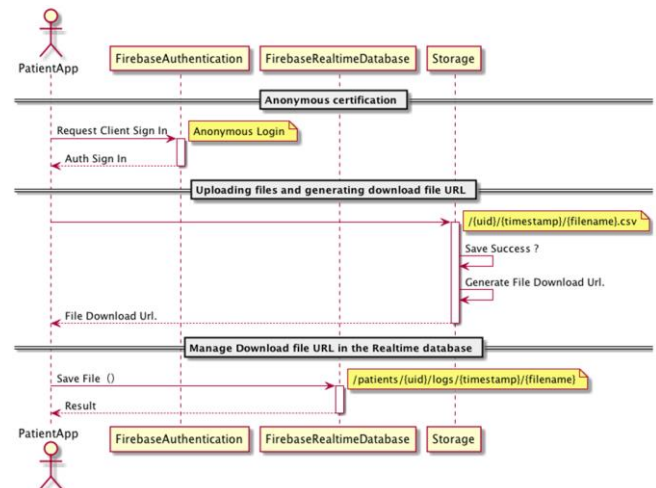 PatientApp
FirebaseAuthentication
FirebaseRealtimeDatabase
Storage
Anonymous certification
Request Client Sign In
Anonymous Login
Auth Sign In
Uploading files and generating download file URL
/{uid}/{timestamp}/{filename}.csv
Save Success ?
Generate File Download Url.
File Download Url.
Manage Download file URL in the Realtime database
Save File ()
/patients/{uid}/logs/{timestamp}/{filename}
Result
PatientApp
FirebaseAuthentication
FirebaseRealtimeDatabase
Storage